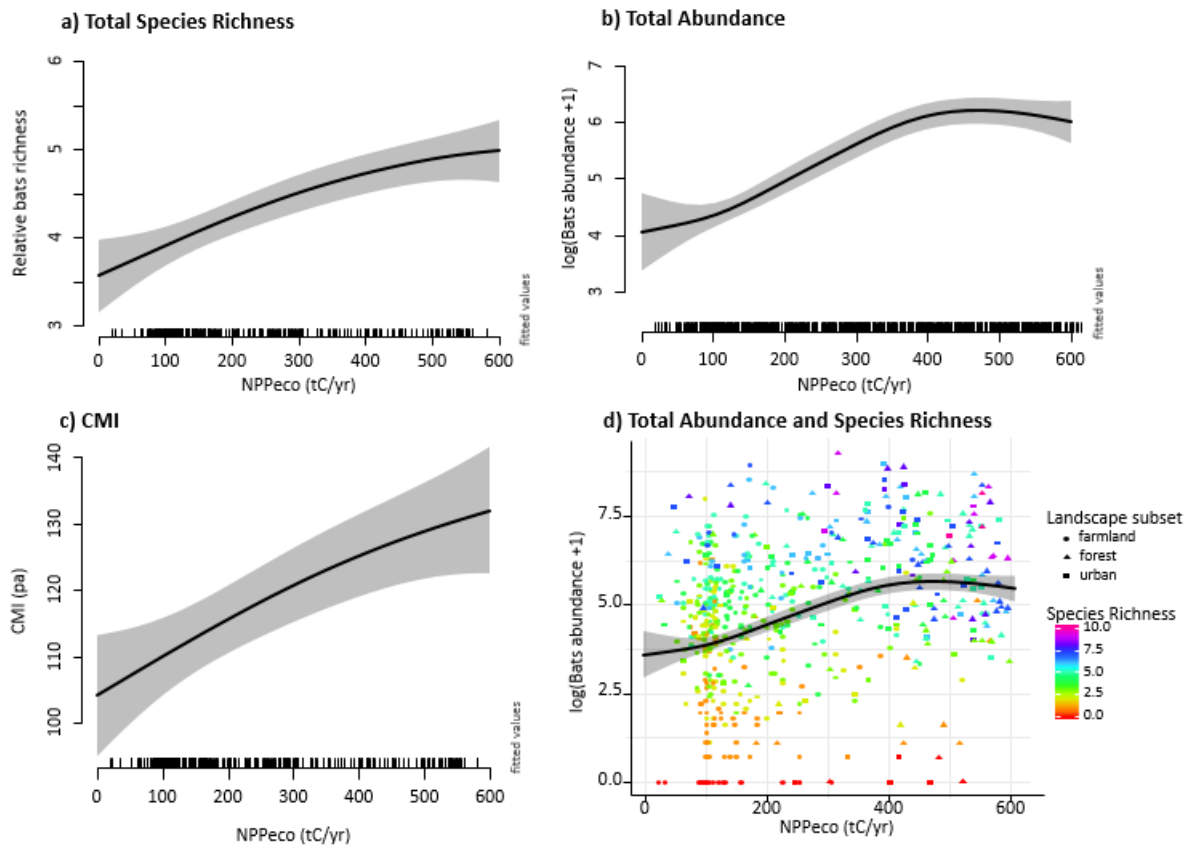 a) Total Species Richness
Relative bats richness
6
5
4
3
0 100 200 300 400 500 600
NPPeco (tC/yr)
fitted values
b) Total Abundance
log(Bats abundance +1)
7
6
5
4
3
0 100 200 300 400 500 600
NPPeco (tC/yr)
fitted values
c) CMI
CMI (pa)
140
130
120
110
100
0 100 200 300 400 500 600
NPPeco (tC/yr)
fitted values
d) Total Abundance and Species Richness
log(Bats abundance +1)
7.5
5.0
2.5
0.0
0 200 400 600
NPPeco (tC/yr)
Landscape subset
farmland
forest
urban
Species Richness
10.0
7.5
5.0
2.5
0.0